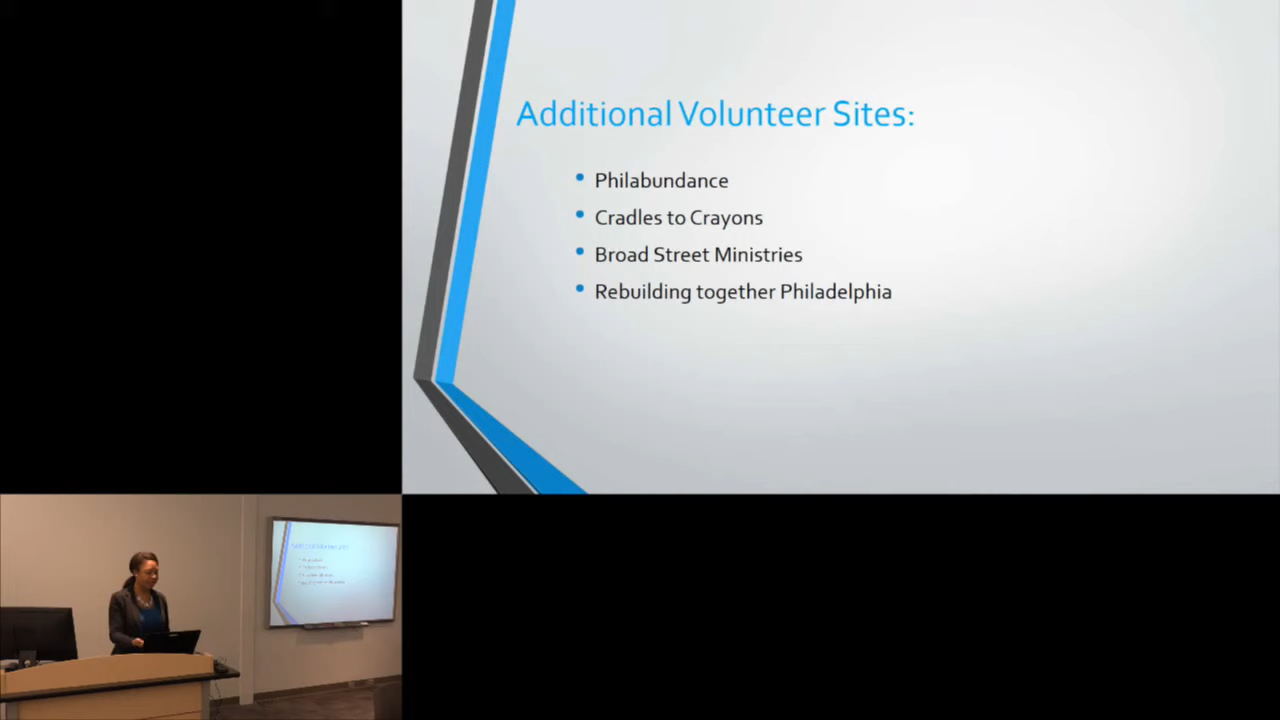 Additional Volunteer Sites:
• Philabundance
• Cradles to Crayons
• Broad Street Ministries
• Rebuilding together Philadelphia